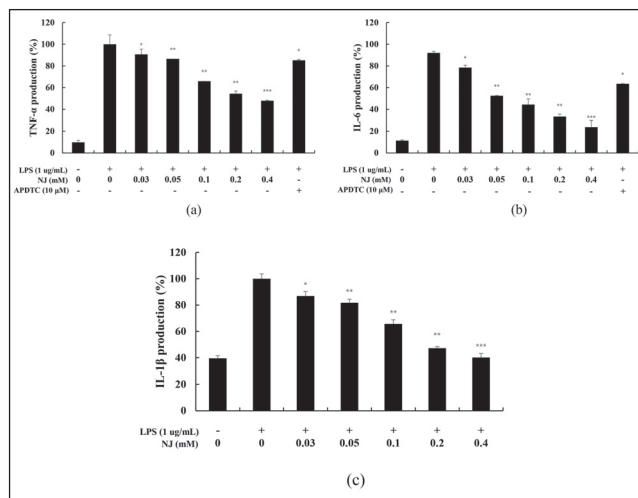 120
100
80
60
40
20
0
TNF-α production (%)
* ** ** ** *** *
LPS (1 ug/mL) - + + + + + + +
NJ (mM) 0 0 0.03 0.05 0.1 0.2 0.4 -
APDTC (10 μM) - - - - - - - +
(a)
120
100
80
60
40
20
0
IL-6 production (%)
* ** ** ** *** *
LPS (1 ug/mL) - + + + + + + +
NJ (mM) 0 0 0.03 0.05 0.1 0.2 0.4 -
APDTC (10 μM) - - - - - - - +
(b)
120
100
80
60
40
20
0
IL-1β production (%)
* ** ** ** ***
LPS (1 ug/mL) - + + + + + +
NJ (mM) 0 0 0.03 0.05 0.1 0.2 0.4
(c)